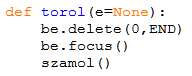 def torol(e=None):
    be.delete(0,END)
    be.focus()
    szamol()